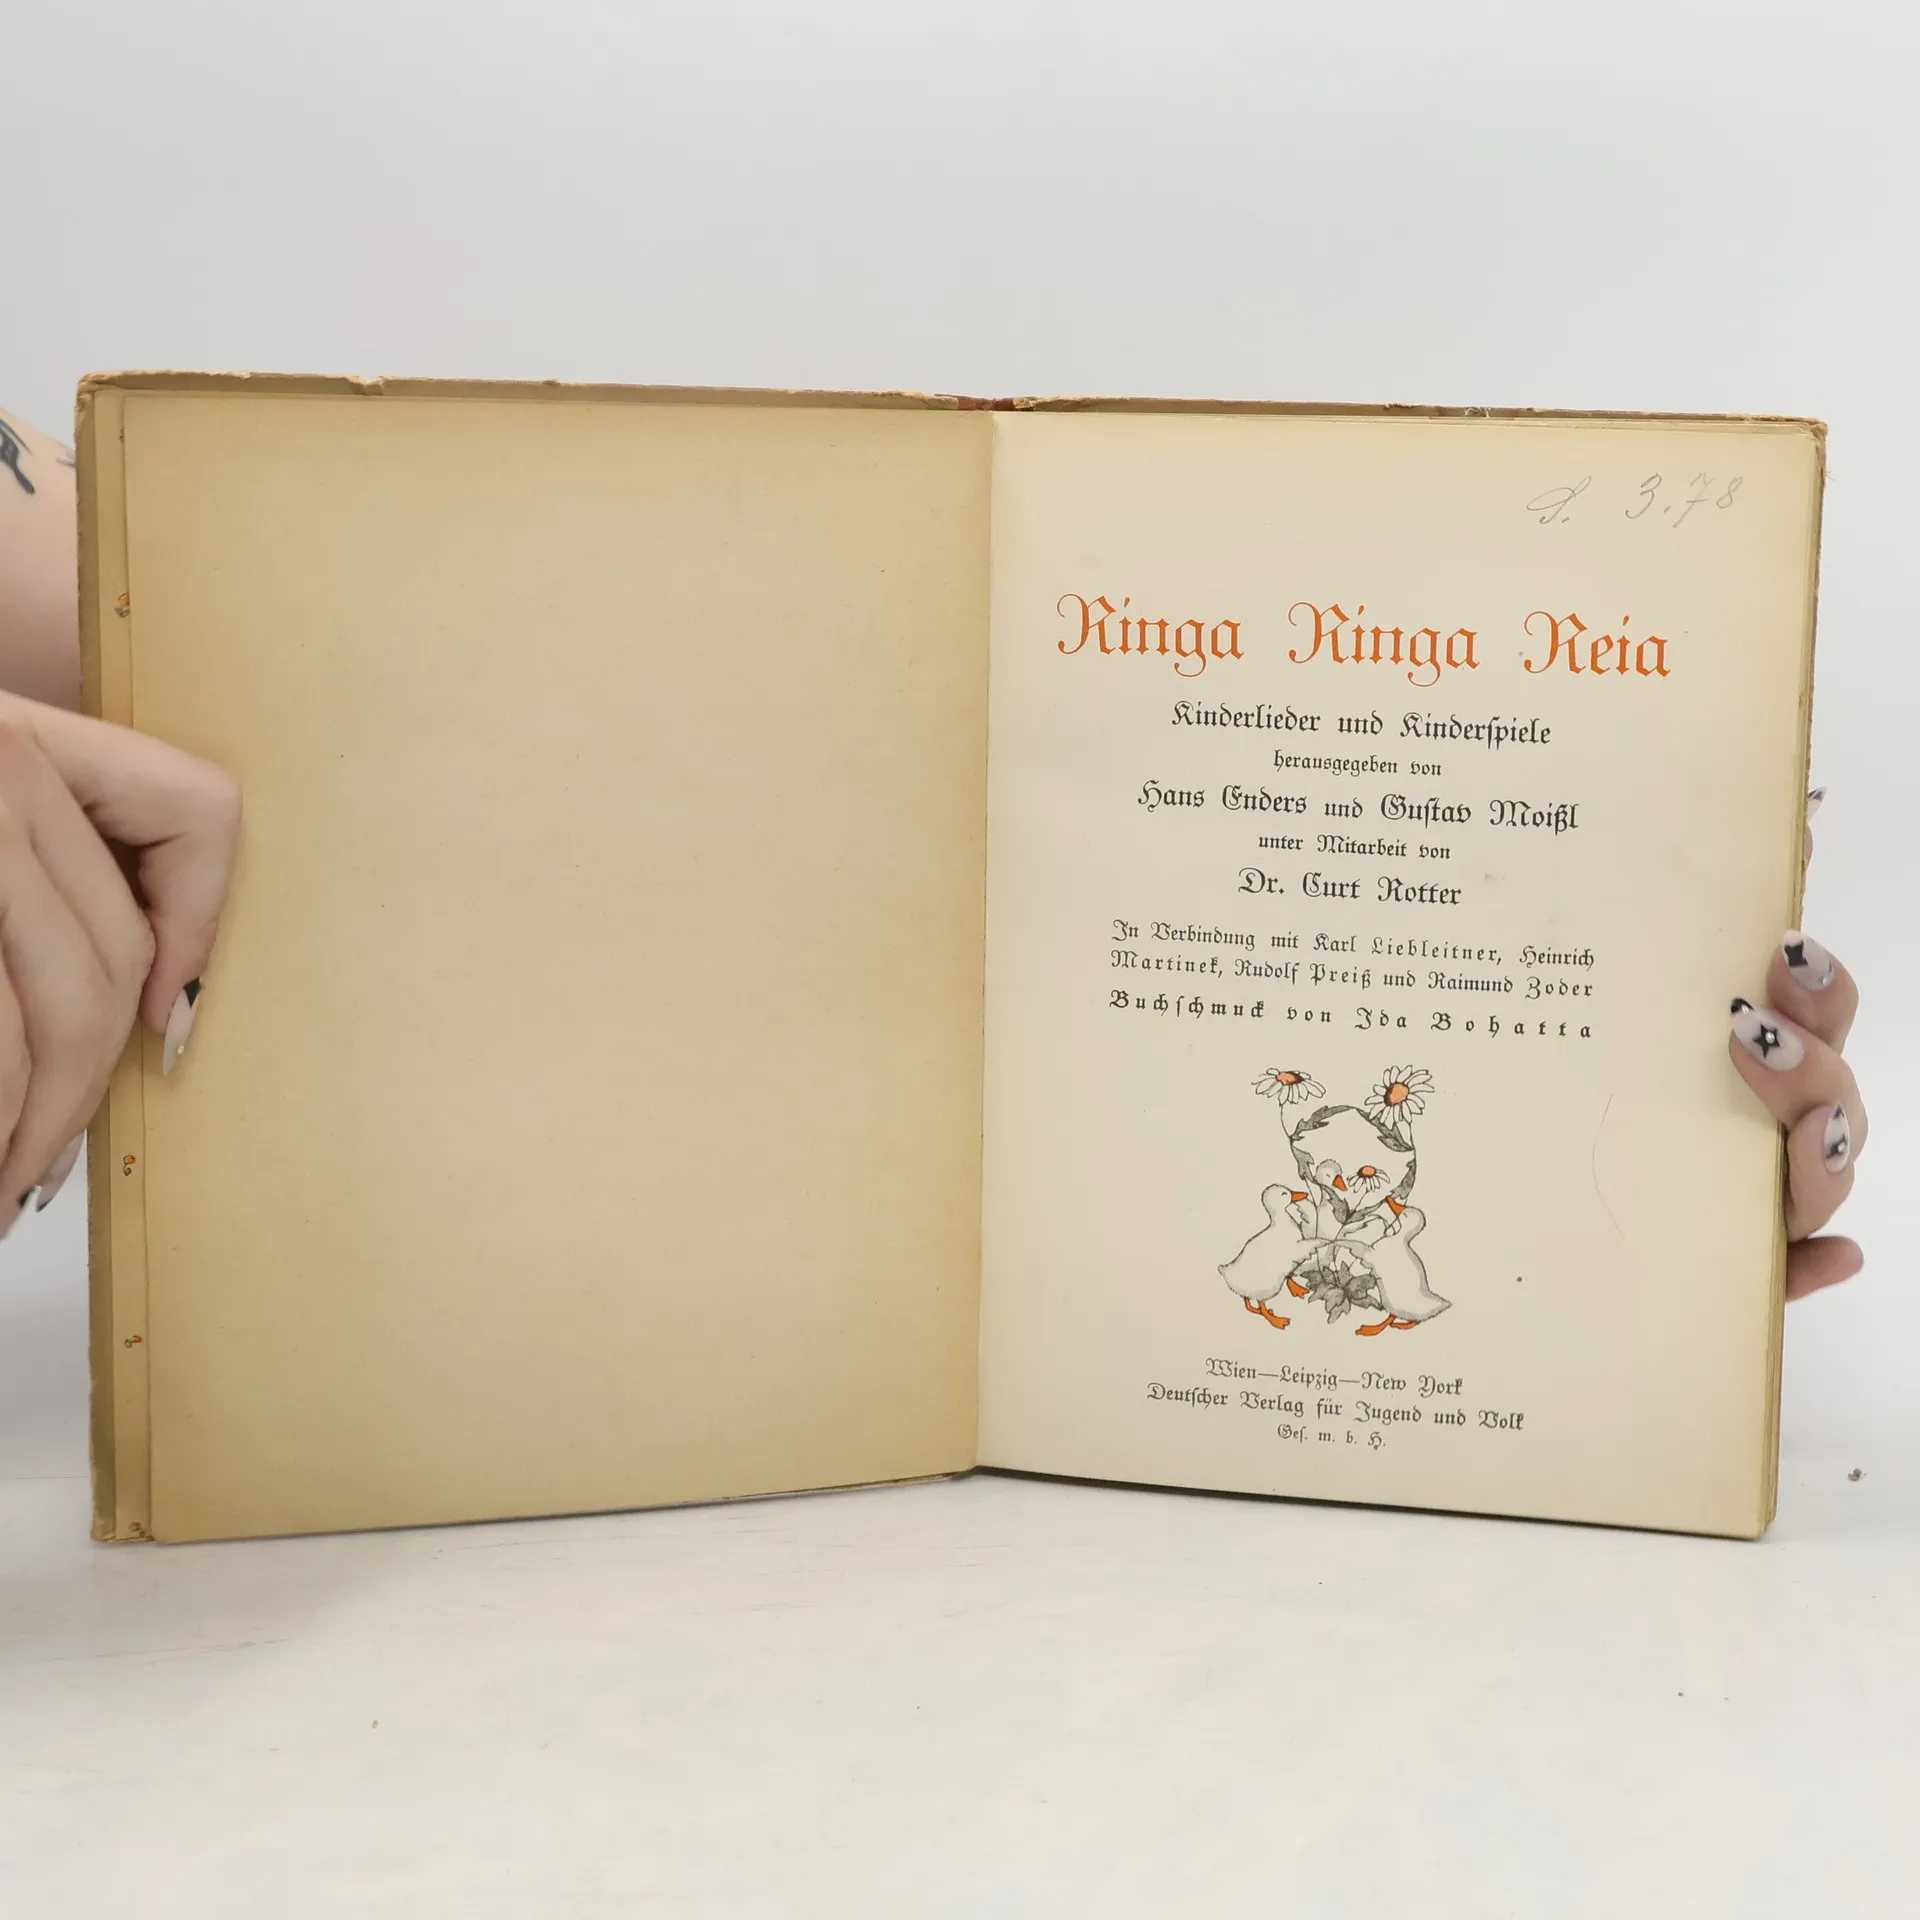 S. 3.78
Ringa Ringa Reia
Kinderlieder und Kinderſpiele
herausgegeben von
Hans Enders und Guſtav Moißl
unter Mitarbeit von
Dr. Curt Rotter
In Verbindung mit Karl Liebleitner, Heinrich
Martinek, Rudolf Preiß und Raimund Zoder
Buchſchmuck von Ida Bohatta
Wien—Leipzig—New York
Deutſcher Verlag für Jugend und Volk
Geſ. m. b. H.